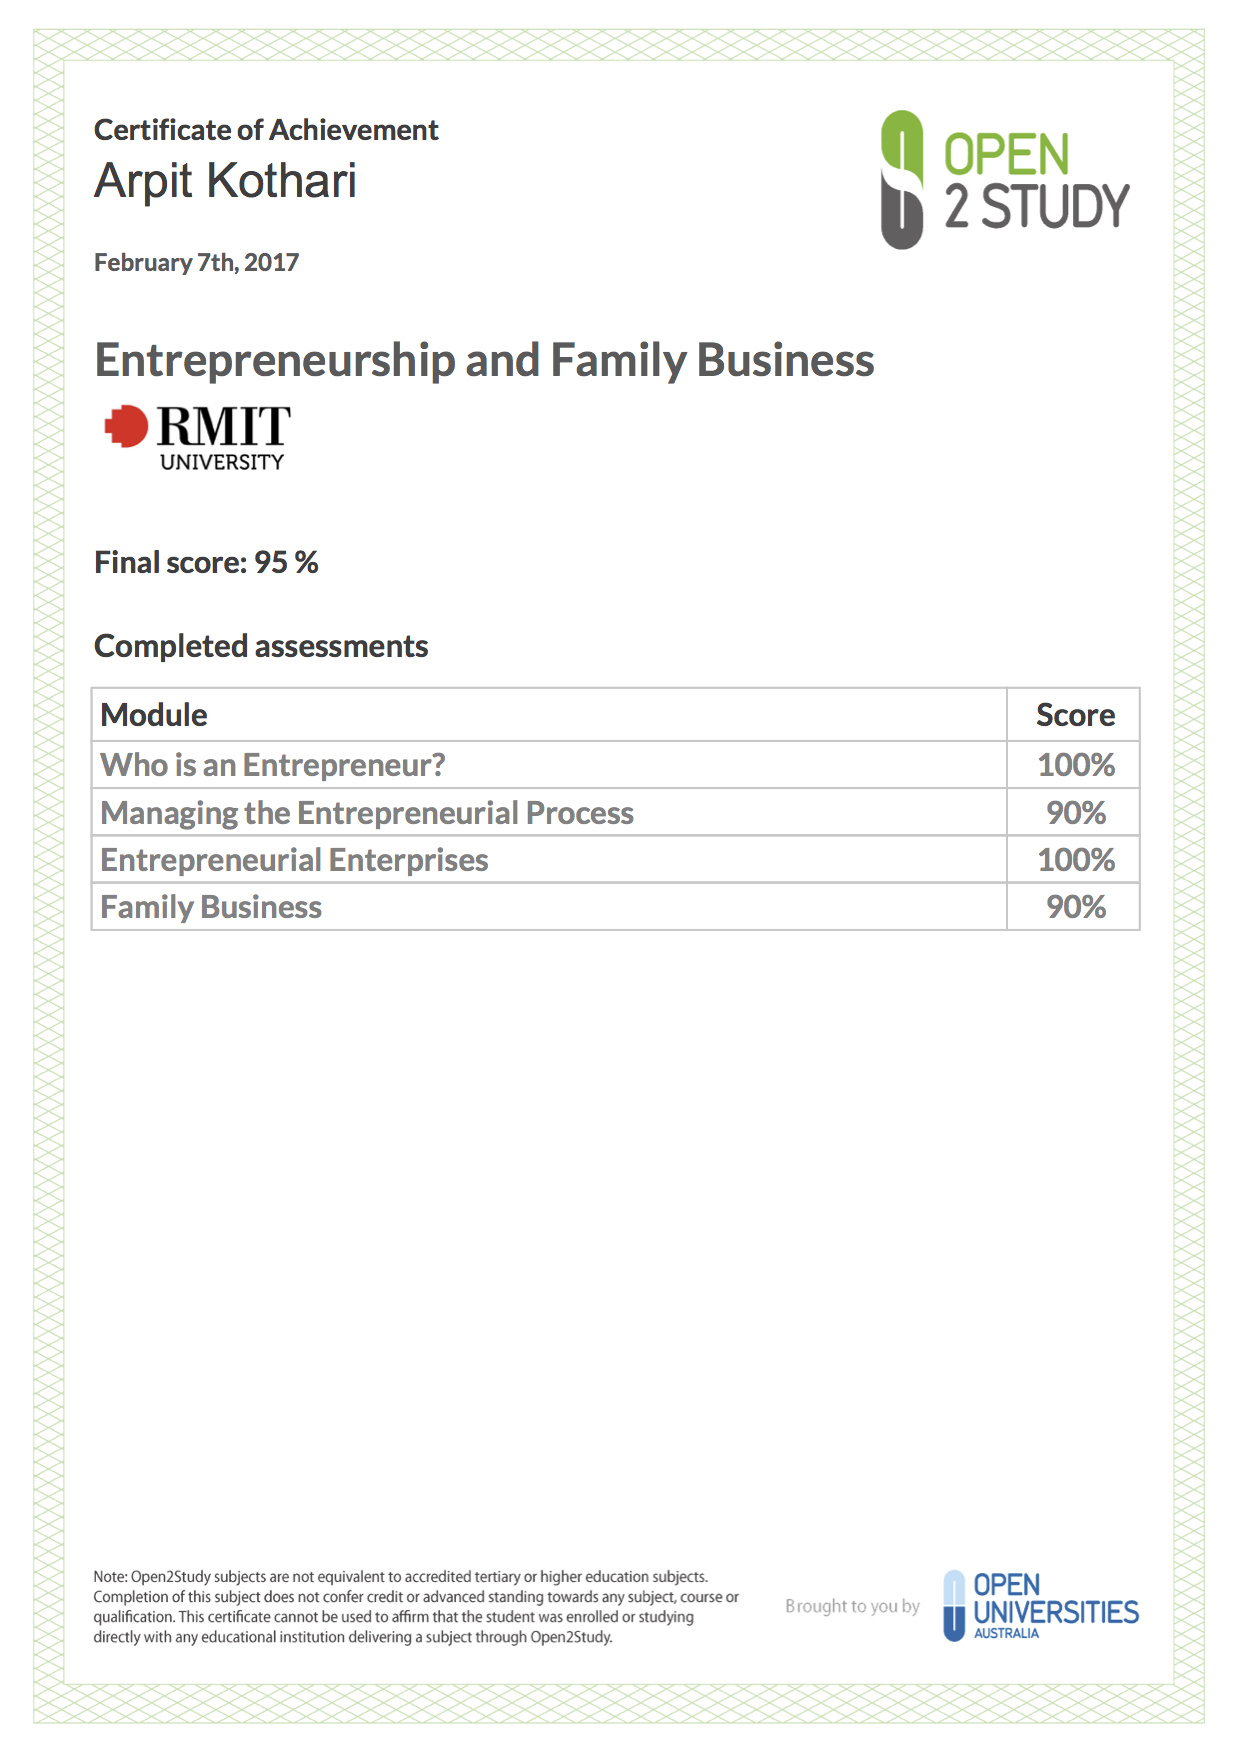 Certificate of Achievement
Arpit Kothari
February 7th, 2017
OPEN
2 STUDY
Entrepreneurship and Family Business
RMIT
UNIVERSITY
Final score: 95 %
Completed assessments
Module Score
Who is an Entrepreneur? 100%
Managing the Entrepreneurial Process 90%
Entrepreneurial Enterprises 100%
Family Business 90%
Note: Open2Study subjects are not equivalent to accredited tertiary or higher education subjects.
Completion of this subject does not confer credit or advanced standing towards any subject, course or
qualification. This certificate cannot be used to affirm that the student was enrolled or studying
directly with any educational institution delivering a subject through Open2Study.
Brought to you by
OPEN
UNIVERSITIES
AUSTRALIA